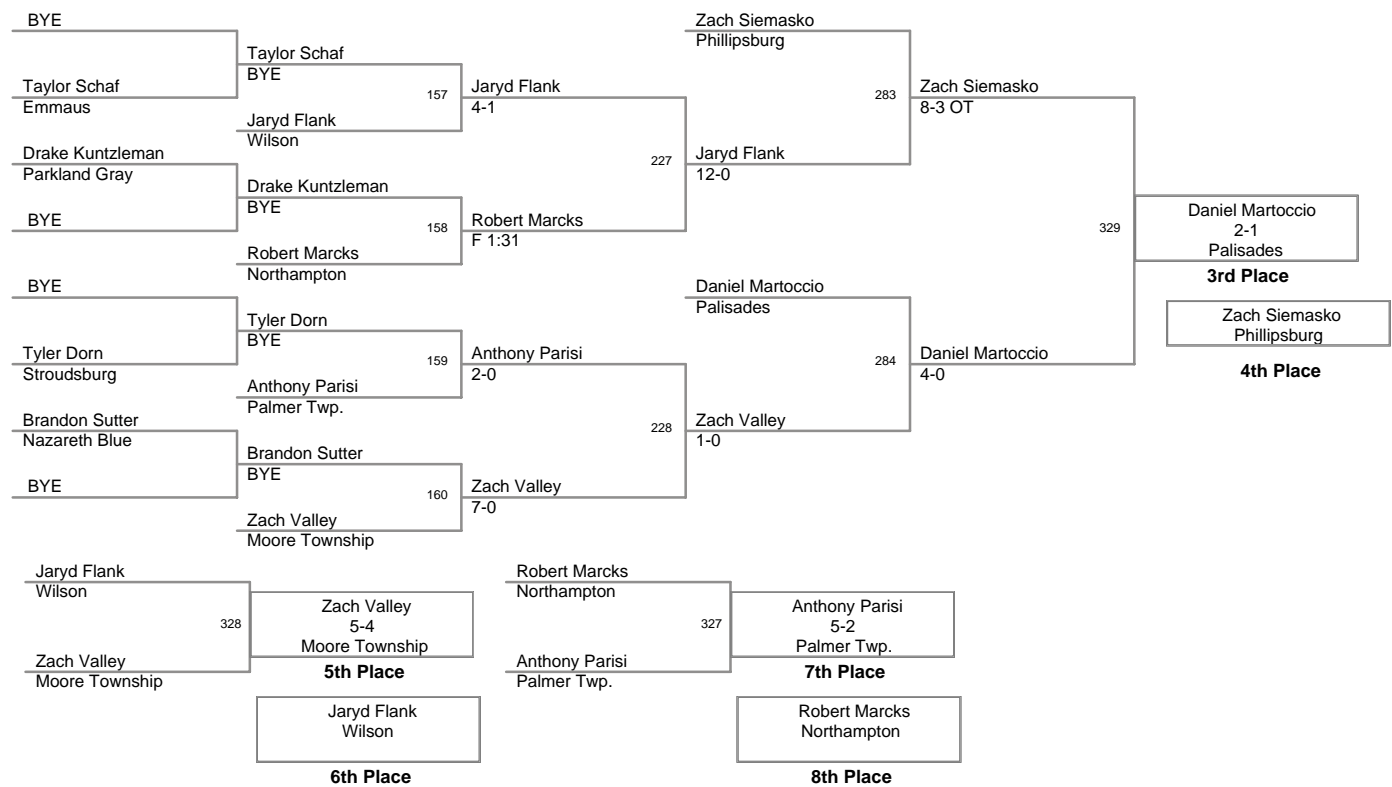 BYE
Taylor Schaf
Emmaus
Drake Kuntzleman
Parkland Gray
BYE
BYE
Tyler Dorn
Stroudsburg
Brandon Sutter
Nazareth Blue
BYE
Taylor Schaf
BYE
157
Jaryd Flank
Wilson
Drake Kuntzleman
BYE
158
Robert Marcks
Northampton
Tyler Dorn
BYE
159
Anthony Parisi
Palmer Twp.
Brandon Sutter
BYE
160
Zach Valley
Moore Township
Jaryd Flank
4-1
227
Robert Marcks
F 1:31
Anthony Parisi
2-0
228
Zach Valley
7-0
Zach Siemasko
Phillipsburg
283
Jaryd Flank
12-0
Daniel Martoccio
Palisades
284
Zach Valley
1-0
Zach Siemasko
8-3 OT
329
Daniel Martoccio
4-0
Daniel Martoccio
2-1
Palisades
3rd Place
Zach Siemasko
Phillipsburg
4th Place
Jaryd Flank
Wilson
328
Zach Valley
Moore Township
Zach Valley
5-4
Moore Township
5th Place
Jaryd Flank
Wilson
6th Place
Robert Marcks
Northampton
327
Anthony Parisi
Palmer Twp.
Anthony Parisi
5-2
Palmer Twp.
7th Place
Robert Marcks
Northampton
8th Place